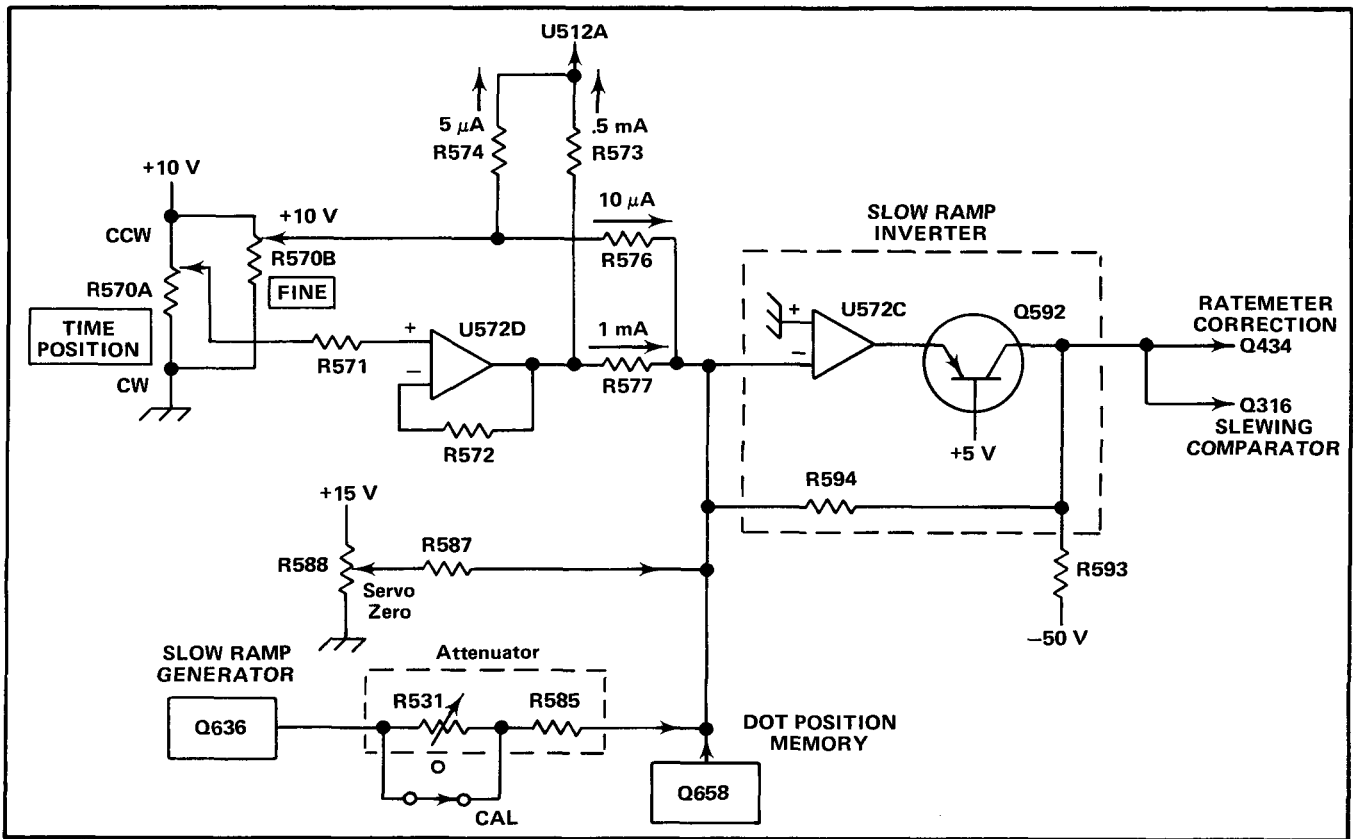 U512A
5 μA
.5 mA
R574
R573
+10 V
+10 V
10 μA
CCW
R570B
R576
SLOW RAMP
INVERTER
R570A
FINE
TIME
POSITION
U572D
+
−
1 mA
U572C
+
−
Q592
RATEMETER
CORRECTION
Q434
R571
R577
CW
R572
+5 V
Q316
SLEWING
COMPARATOR
+15 V
R594
R588
R587
R593
Servo
Zero
−50 V
SLOW RAMP
GENERATOR
Attenuator
R531
R585
Q636
DOT POSITION
MEMORY
Q658
CAL